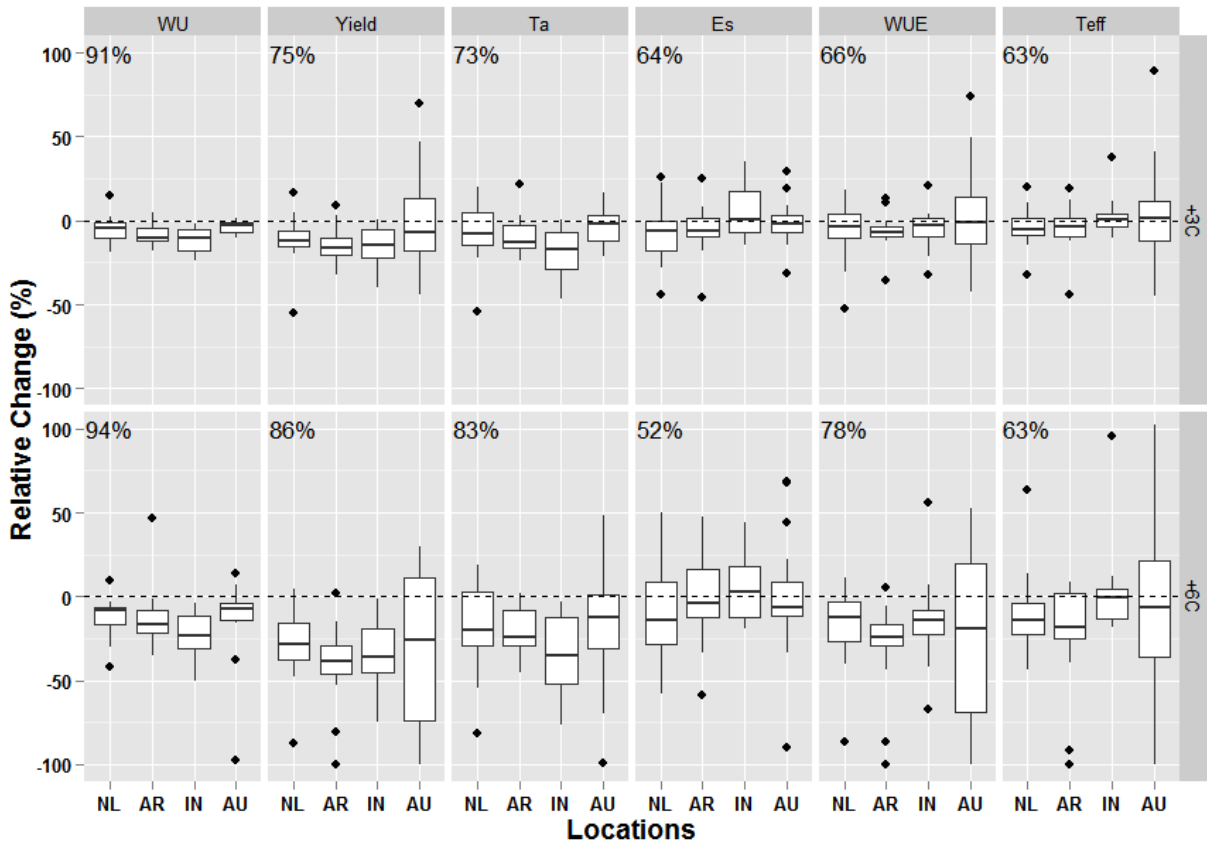 WU Yield Ta Es WUE Teff
91% 75% 73% 64% 66% 63%
100
50
0
-50
-100
+3C
94% 86% 83% 52% 78% 63%
100
50
0
-50
-100
+6C
Relative Change (%)
NL AR IN AU NL AR IN AU NL AR IN AU NL AR IN AU NL AR IN AU NL AR IN AU
Locations